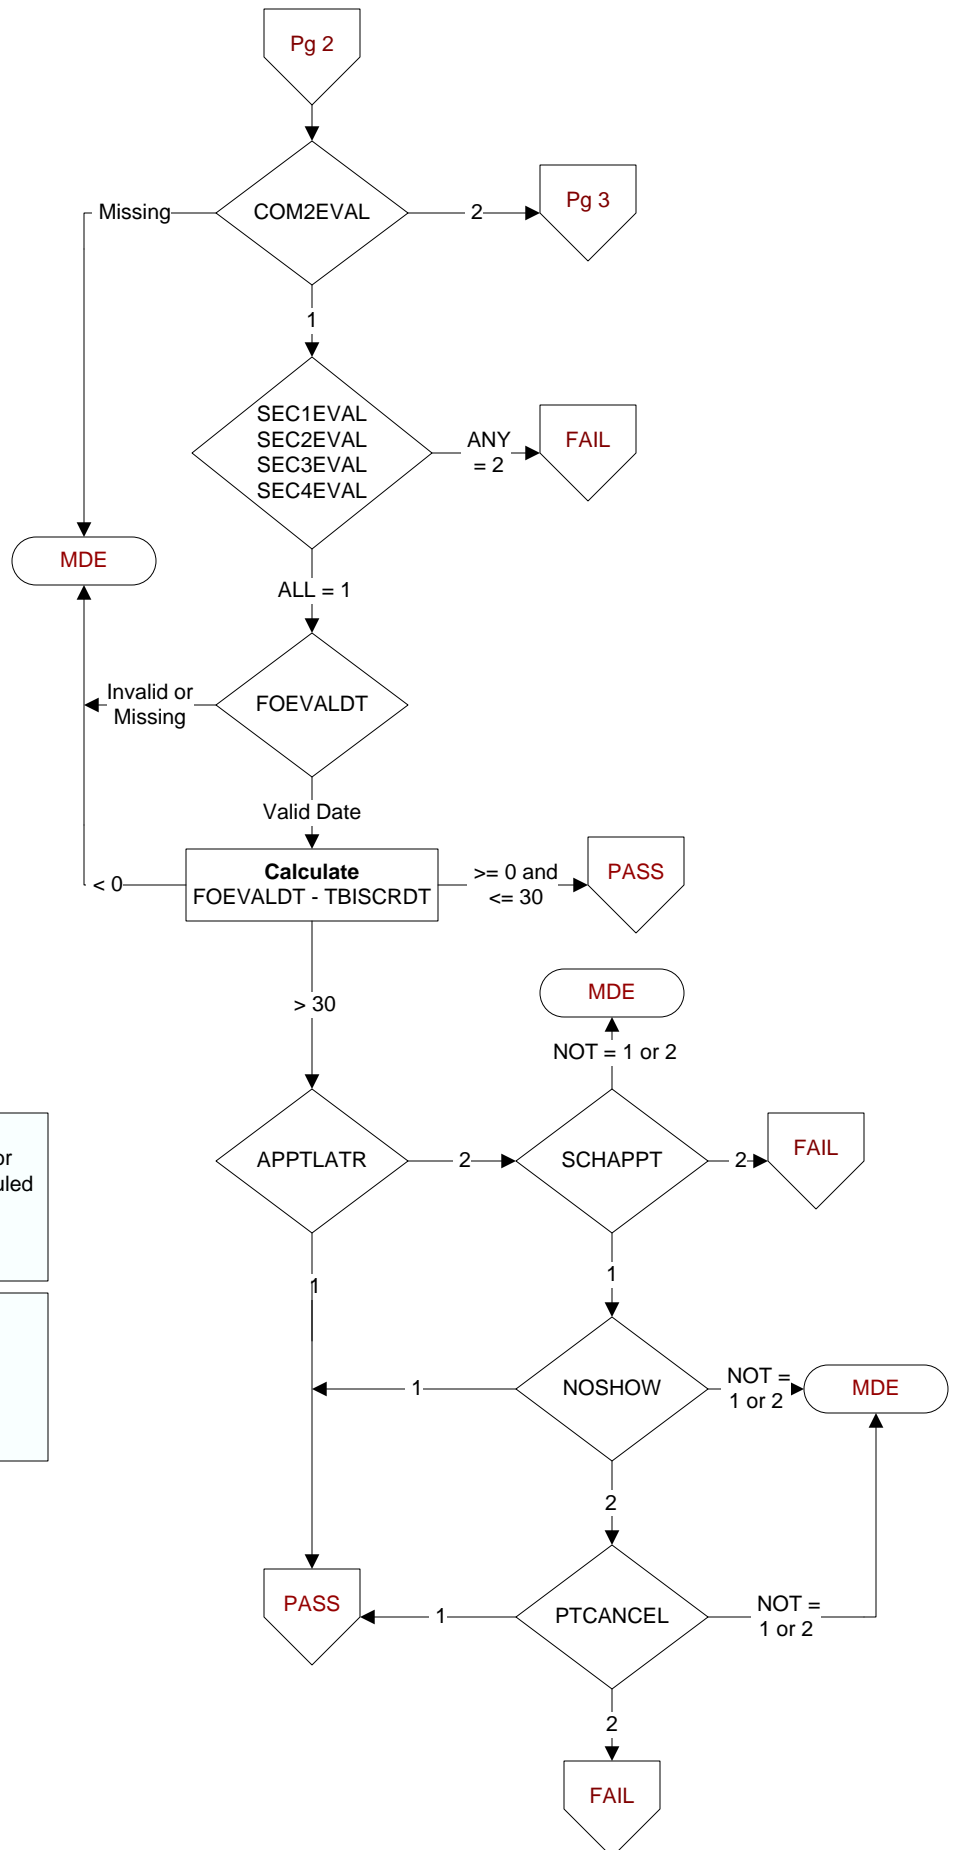 Pg 2
COM2EVAL
Missing
2
Pg 3
1
SEC1EVAL
SEC2EVAL
SEC3EVAL
SEC4EVAL
ANY
= 2
FAIL
MDE
ALL = 1
Invalid or
Missing
FOEVALDT
Valid Date
Calculate
FOEVALDT - TBISCRDT
< 0
>= 0 and
<= 30
PASS
> 30
MDE
NOT = 1 or 2
or
uled
APPTLATR
2
SCHAPPT
2
FAIL
1
1
1
NOSHOW
NOT =
1 or 2
MDE
2
PASS
1
PTCANCEL
NOT =
1 or 2
2
FAIL